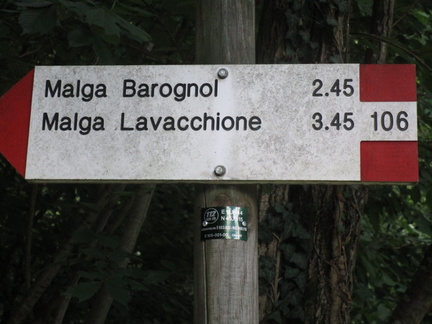 Malga Barognol 2.45
Malga Lavacchione 3.45 106